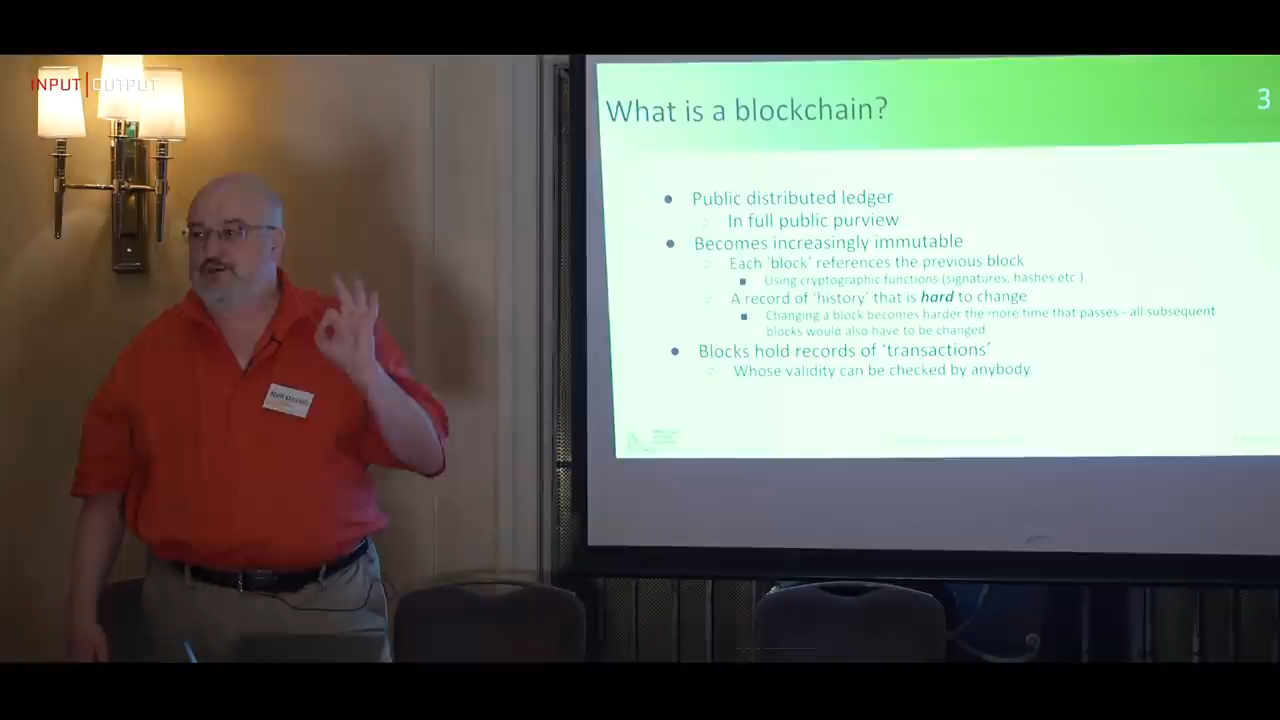 INPUT OUTPUT
What is a blockchain?
3
Public distributed ledger
In full public purview
Becomes increasingly immutable
Each 'block' references the previous block
Using cryptographic functions (signatures, hashes etc )
A record of 'history' that is hard to change
Changing a block becomes harder the more time that passes - all subsequent
blocks would also have to be changed
Blocks hold records of 'transactions'
Whose validity can be checked by anybody